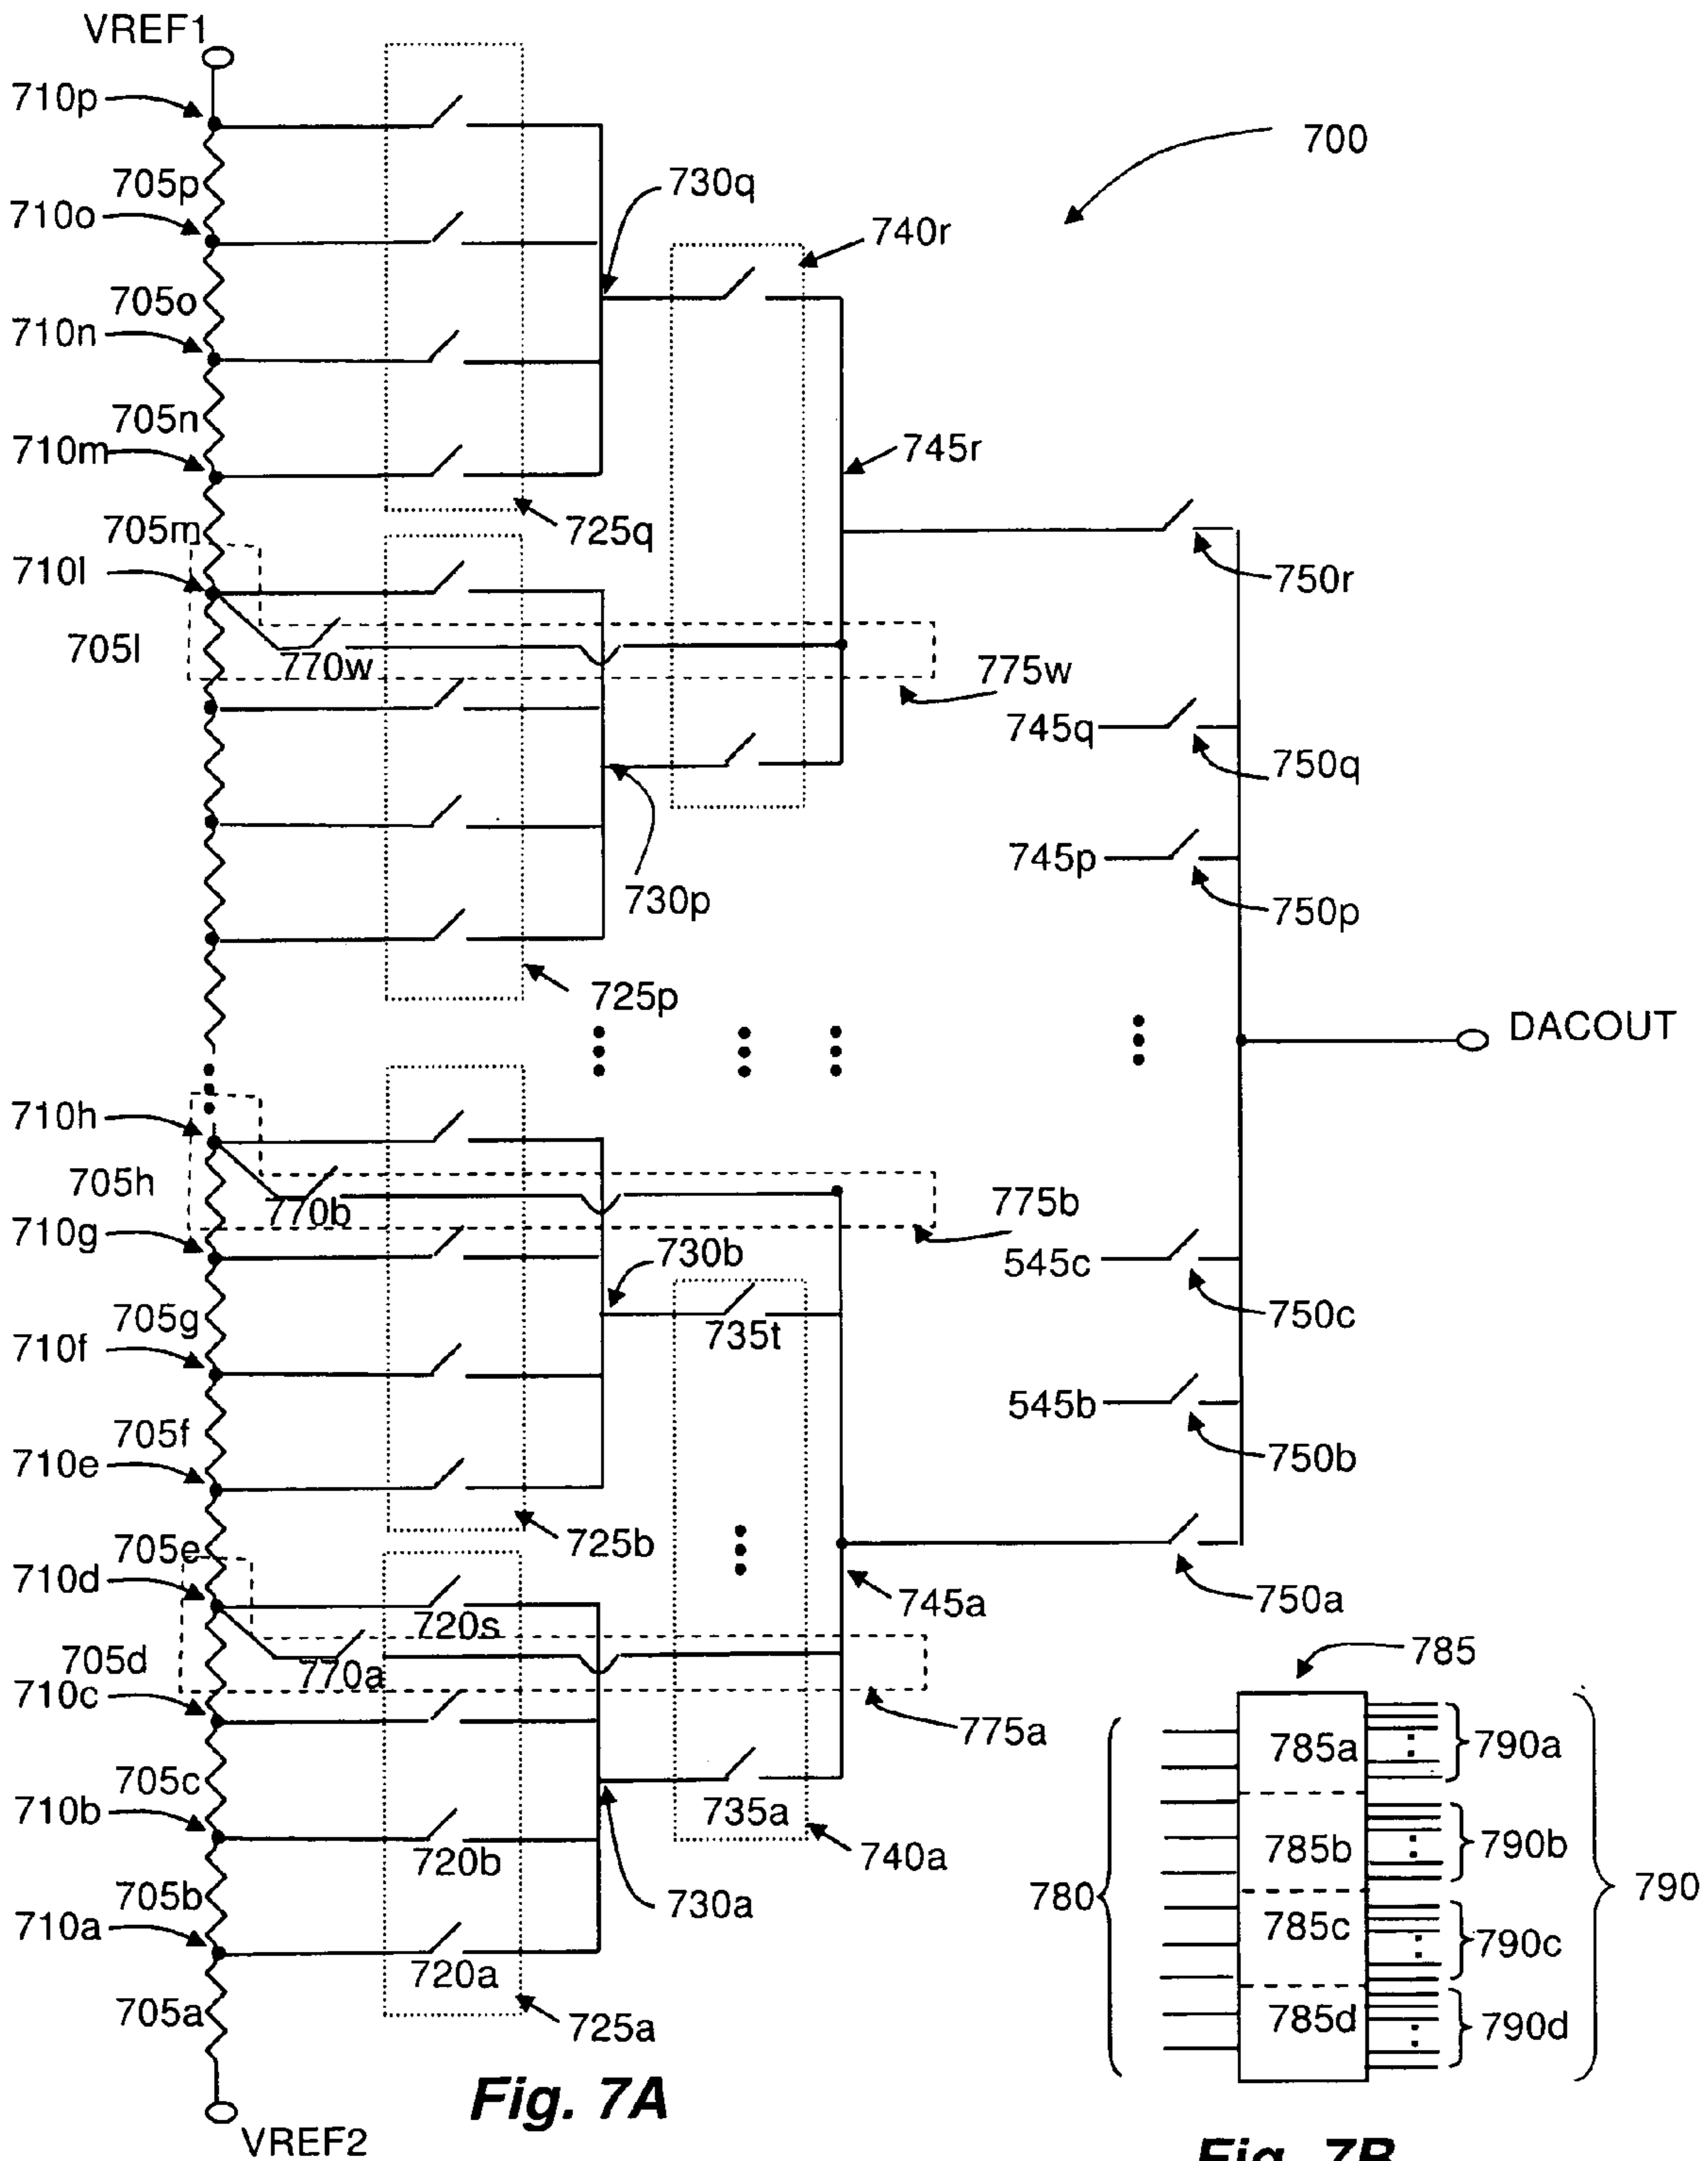 VREF1
710p
700
705p
730q
710o
740r
705o
710n
705n
710m
745r
705m
725q
710l
750r
705l
770w
775w
745q
750q
745p
730p
750p
725p
DACOUT
710h
705h
770b
775b
710g
730b
545c
705g
735t
750c
710f
545b
705f
750b
710e
705e
725b
710d
720s
745a
750a
705d
770a
785
710c
775a
785a
790a
705c
710b
735a
720b
740a
785b
790b
780
790
705b
730a
785c
790c
710a
720a
705a
725a
785d
790d
Fig. 7A
VREF2
Fig. 7B